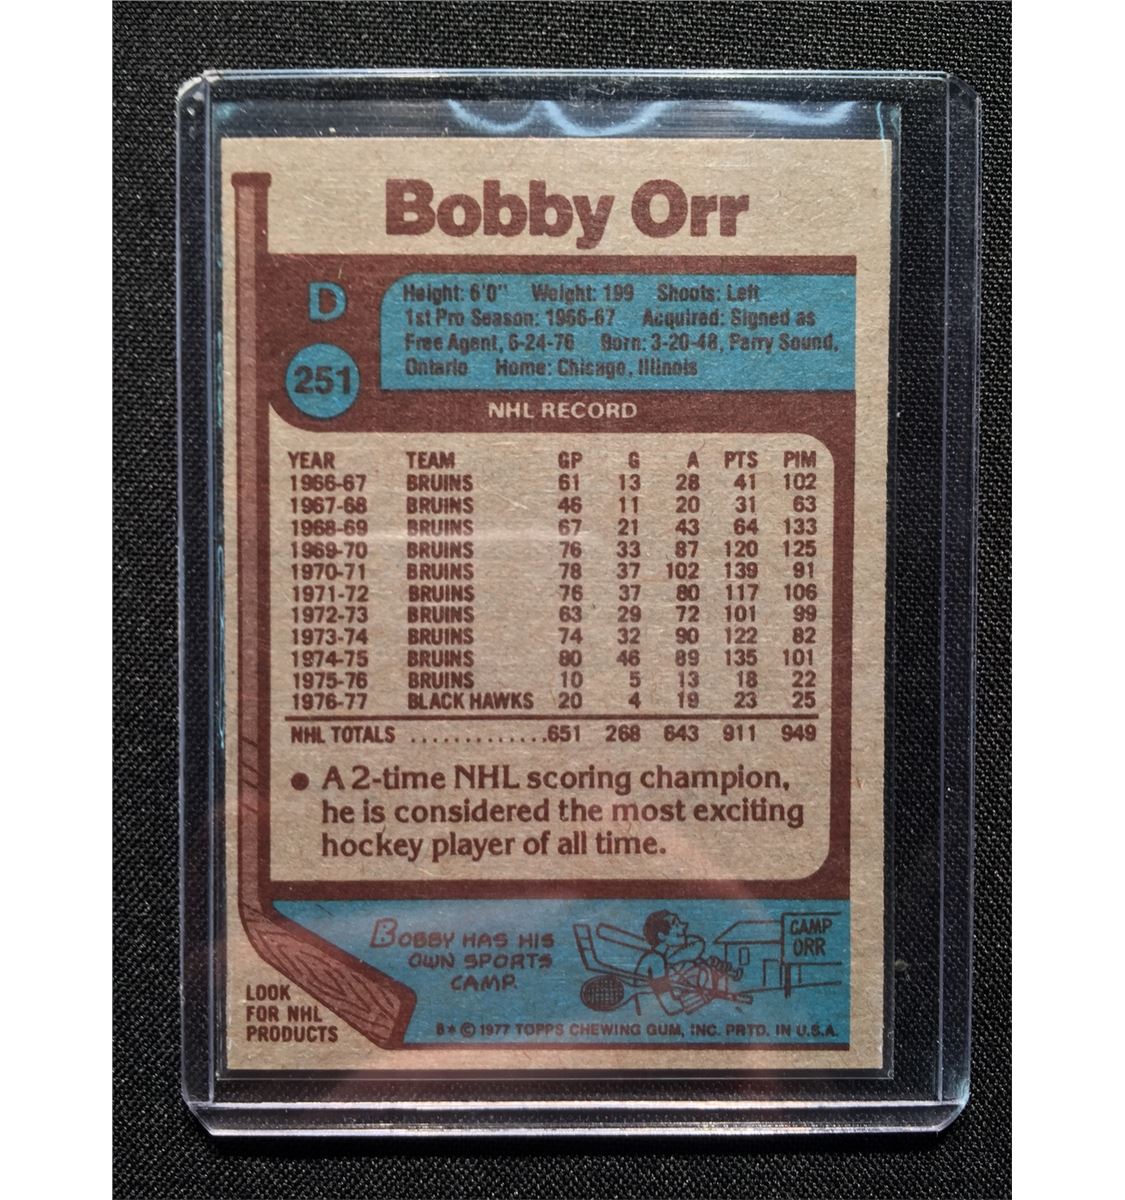 Bobby Orr
D
251
Height: 6'0" Weight: 199 Shoots: Left
1st Pro Season: 1966-67 Acquired: Signed as
Free Agent, 6-24-76 Born: 3-20-48, Parry Sound,
Ontario Home: Chicago, Illinois
NHL RECORD
YEAR TEAM GP G A PTS PIM
1966-67 BRUINS 61 13 28 41 102
1967-68 BRUINS 46 11 20 31 63
1968-69 BRUINS 67 21 43 64 133
1969-70 BRUINS 76 33 87 120 125
1970-71 BRUINS 78 37 102 139 91
1971-72 BRUINS 76 37 80 117 106
1972-73 BRUINS 63 29 72 101 99
1973-74 BRUINS 74 32 90 122 82
1974-75 BRUINS 80 46 89 135 101
1975-76 BRUINS 10 5 13 18 22
1976-77 BLACK HAWKS 20 4 19 23 25
NHL TOTALS .............651 268 643 911 949
● A 2-time NHL scoring champion,
he is considered the most exciting
hockey player of all time.
BOBBY HAS HIS
OWN SPORTS
CAMP.
CAMP
ORR
LOOK
FOR NHL
PRODUCTS
B* © 1977 TOPPS CHEWING GUM, INC. PRTD. IN U.S.A.